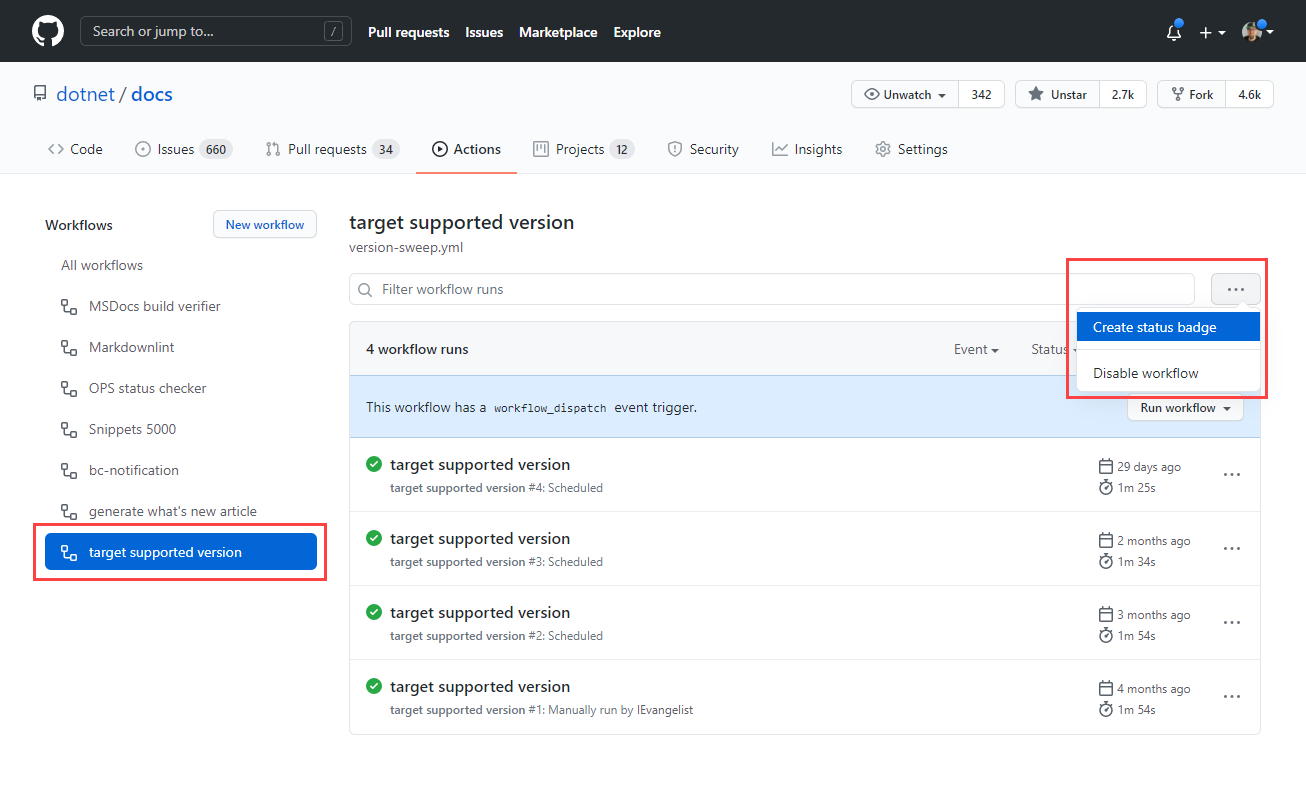 Search or jump to... /
Pull requests Issues Marketplace Explore
dotnet / docs
Unwatch 342 Unstar 2.7k Fork 4.6k
Code Issues 660 Pull requests 34 Actions Projects 12 Security Insights Settings
Workflows New workflow
All workflows
MSDocs build verifier
Markdownlint
OPS status checker
Snippets 5000
bc-notification
generate what's new article
target supported version
target supported version
version-sweep.yml
Filter workflow runs
Create status badge
Disable workflow
4 workflow runs Event Status
This workflow has a workflow_dispatch event trigger. Run workflow
target supported version
target supported version #4: Scheduled
29 days ago
1m 25s
target supported version
target supported version #3: Scheduled
2 months ago
1m 34s
target supported version
target supported version #2: Scheduled
3 months ago
1m 54s
target supported version
target supported version #1: Manually run by IEvangelist
4 months ago
1m 54s